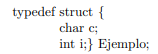 typedef struct {
char c;
int i;} Ejemplo;